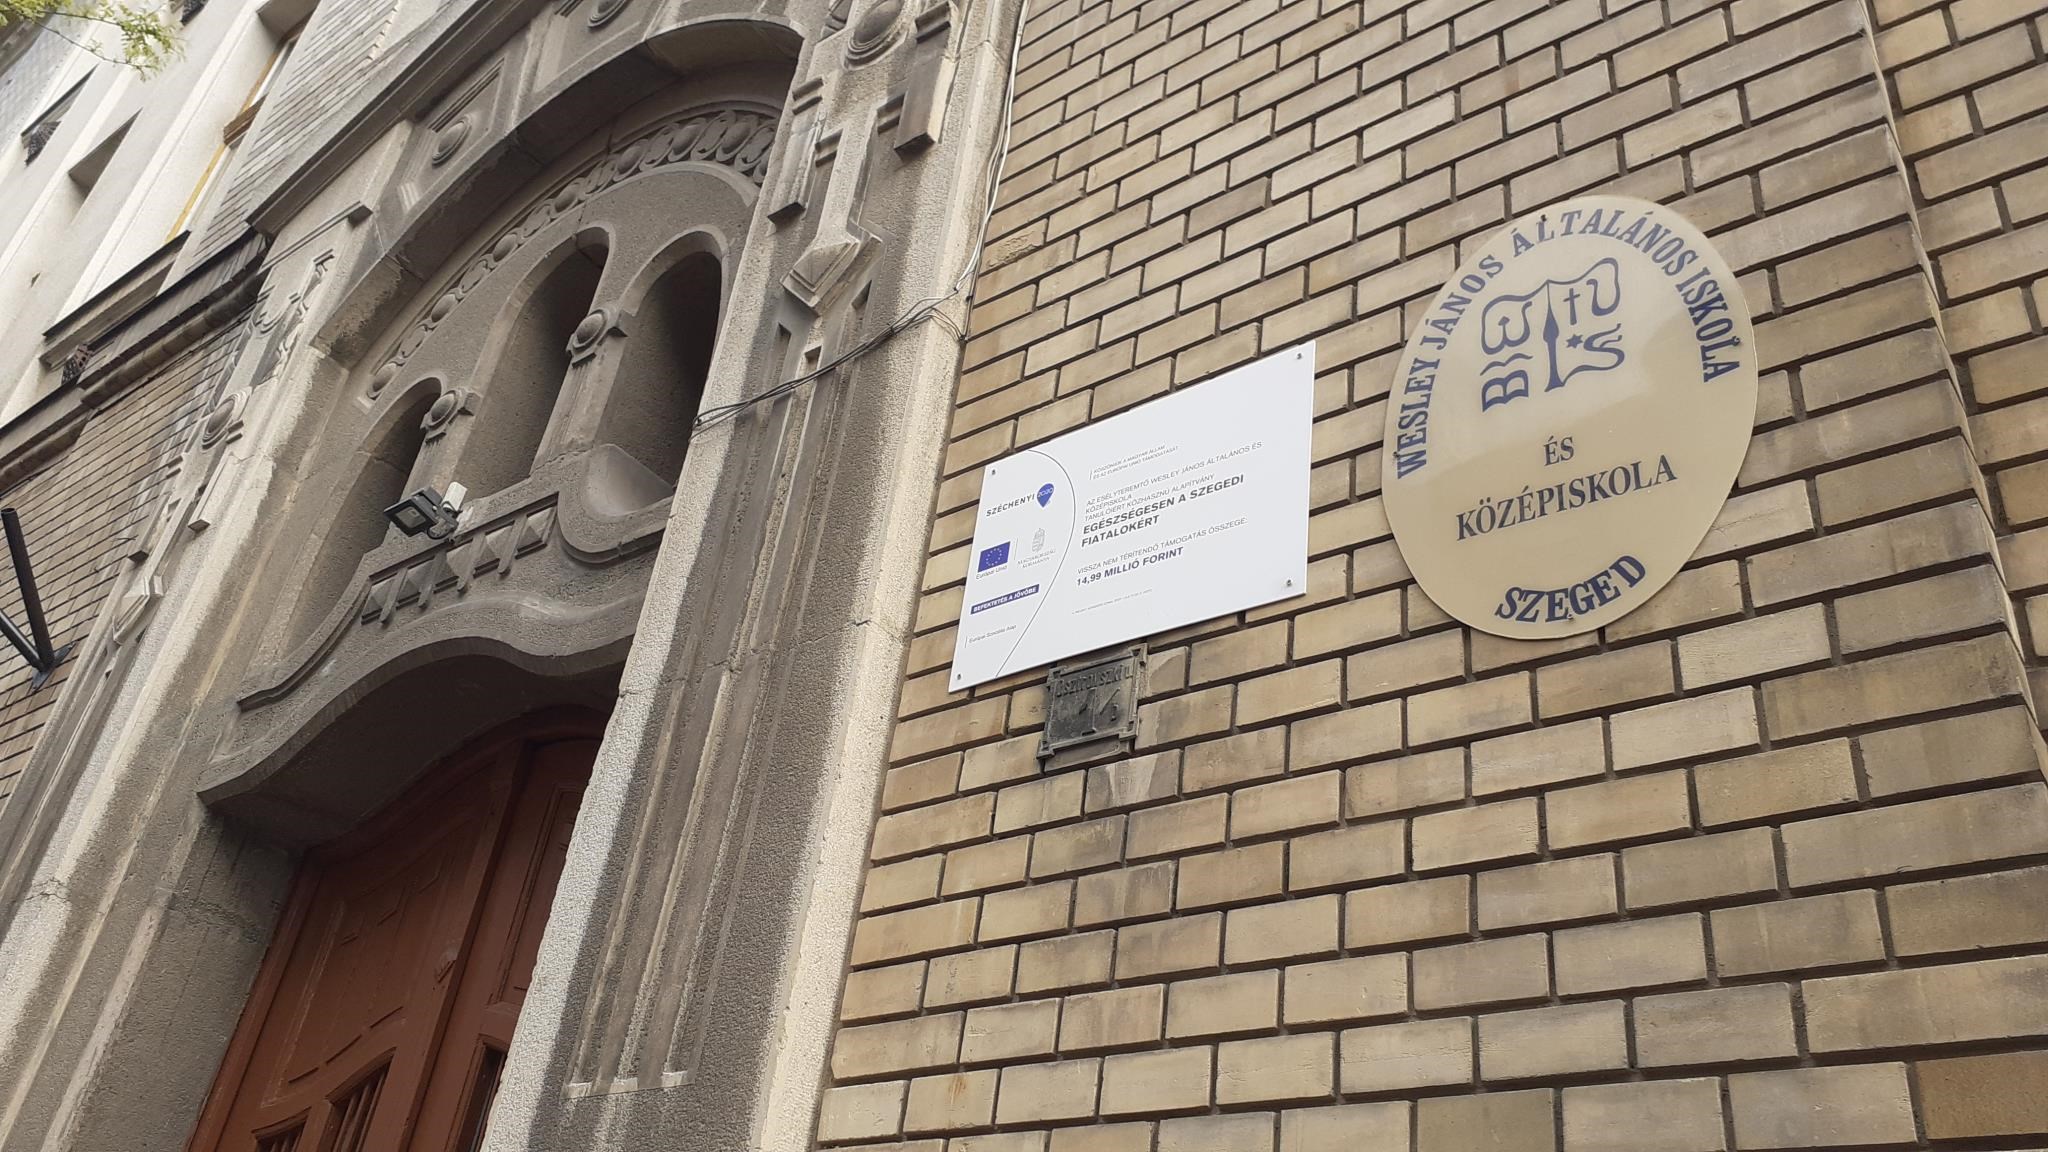 SZÉCHENYI 2020
KÖSZÖNJÜK A MAGYAR ÁLLAM
ÉS AZ EURÓPAI UNIÓ TÁMOGATÁSÁT
AZ ESÉLYTEREMTŐ WESLEY JÁNOS ÁLTALÁNOS ÉS
KÖZÉPISKOLA
TANULÓIÉRT KÖZHASZNÚ ALAPÍTVÁNY
EGÉSZSÉGESEN A SZEGEDI
FIATALOKÉRT
VISSZA NEM TÉRÍTENDŐ TÁMOGATÁS ÖSSZEGE:
14,99 MILLIÓ FORINT
Európai Unió
MAGYARORSZÁG
KORMÁNYA
BEFEKTETÉS A JÖVŐBE
Európai Szociális Alap
WESLEY JÁNOS ÁLTALÁNOS ISKOLA
ÉS
KÖZÉPISKOLA
SZEGED